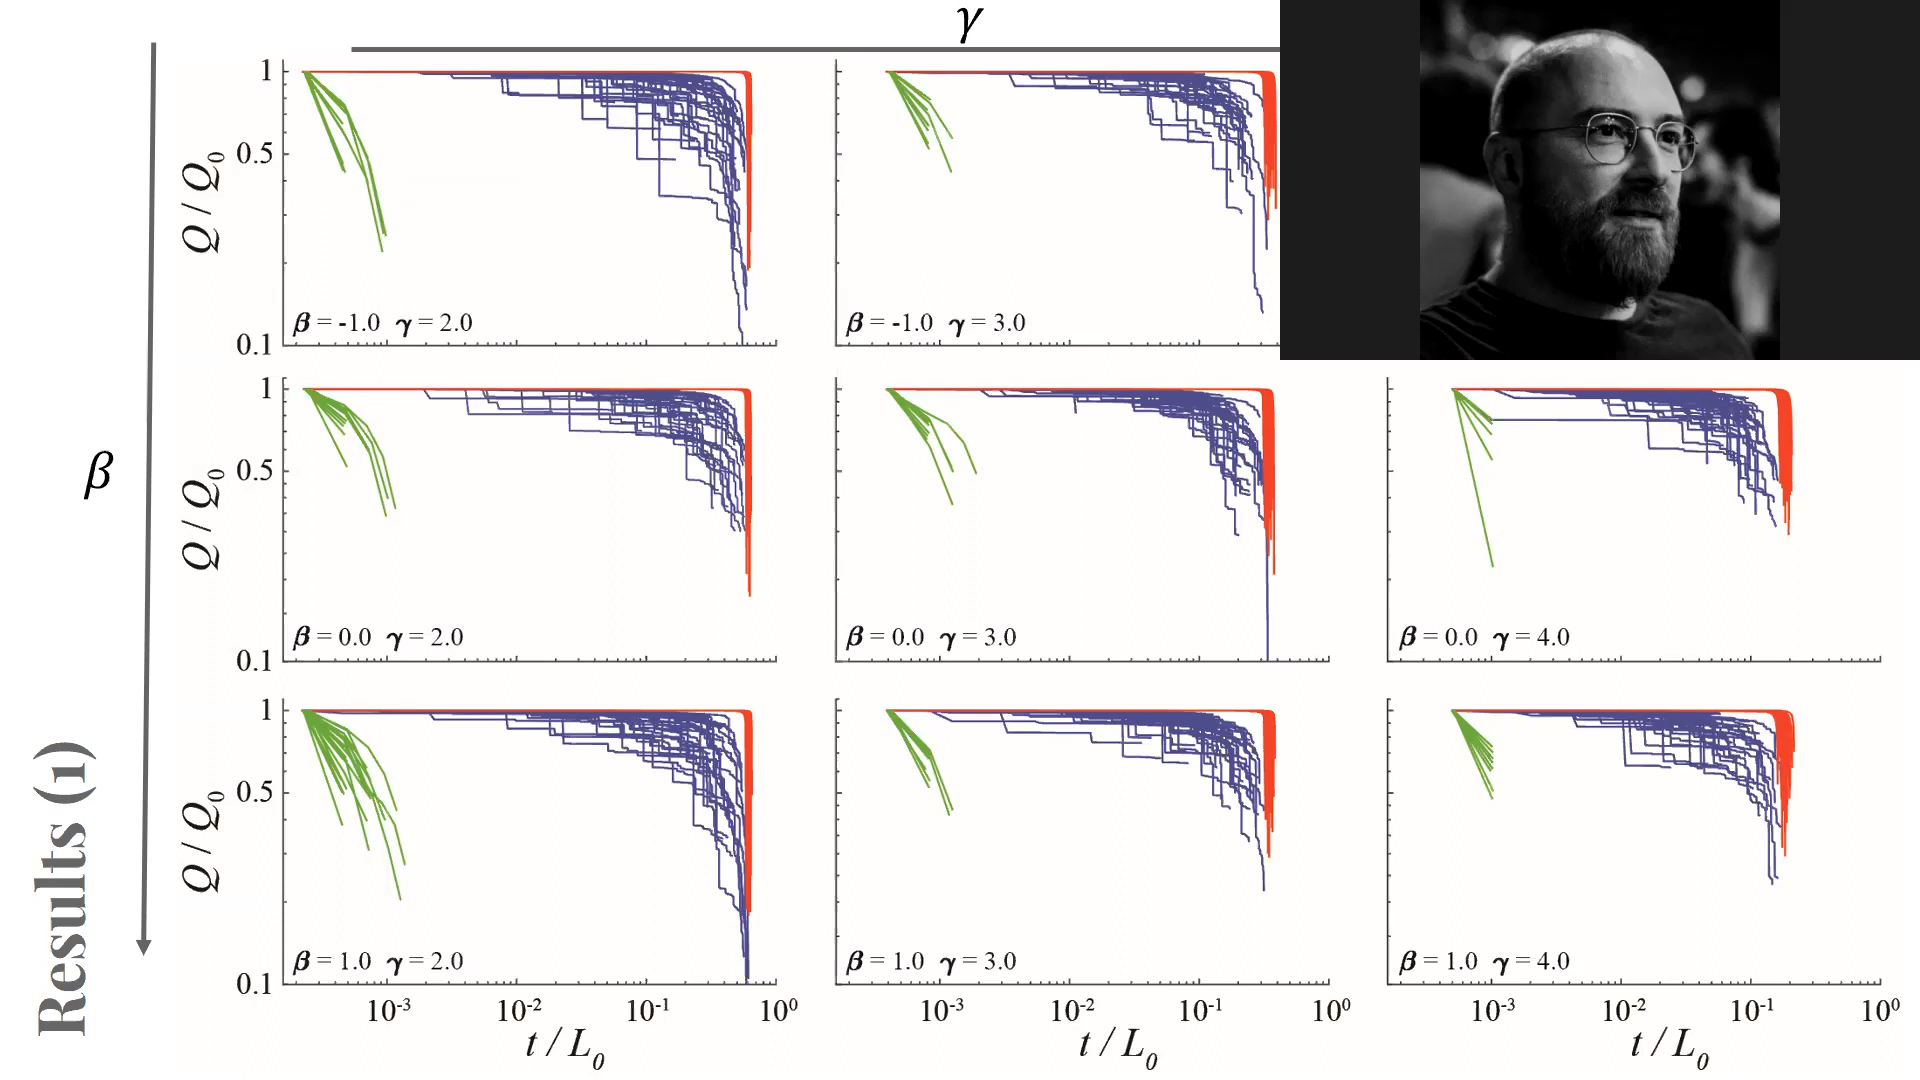 γ
1
0.5
0.1
Q / Q0
β = -1.0 γ = 2.0
β = -1.0 γ = 3.0
β
1
0.5
0.1
Q / Q0
β = 0.0 γ = 2.0
β = 0.0 γ = 3.0
β = 0.0 γ = 4.0
Results (1)
1
0.5
0.1
Q / Q0
β = 1.0 γ = 2.0
β = 1.0 γ = 3.0
β = 1.0 γ = 4.0
10-3 10-2 10-1 100
10-3 10-2 10-1 100
10-3 10-2 10-1 100
t / L0
t / L0
t / L0